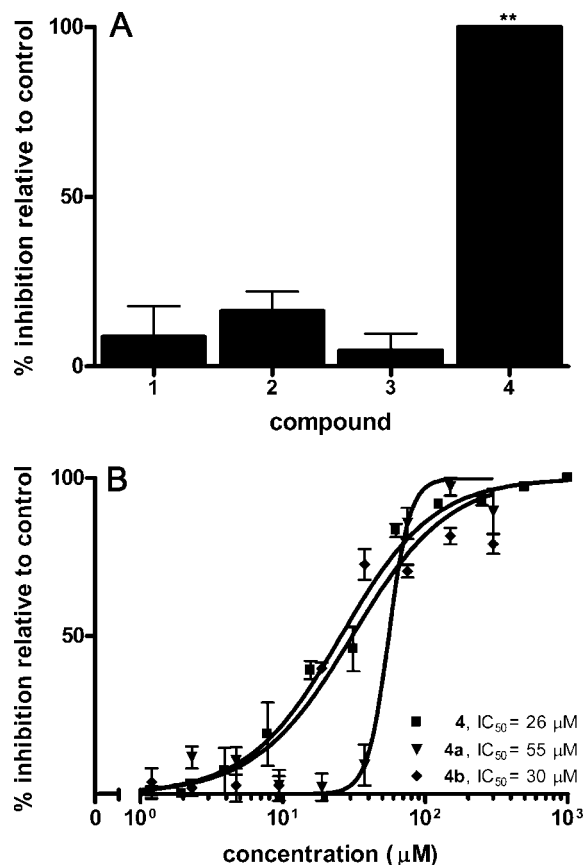 A
% inhibition relative to control
100
50
0
**
1 2 3 4
compound
B
% inhibition relative to control
100
50
4, IC50 = 26 μM
4a, IC50 = 55 μM
4b, IC50 = 30 μM
0 10^0 10^1 10^2 10^3
concentration (μM)